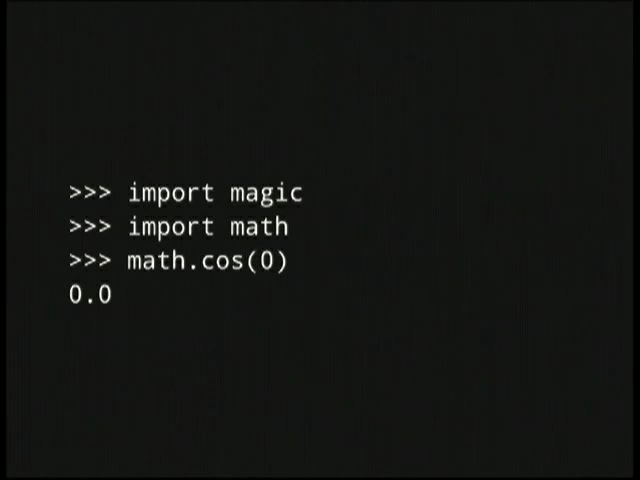 >>> import magic
>>> import math
>>> math.cos(0)
0.0